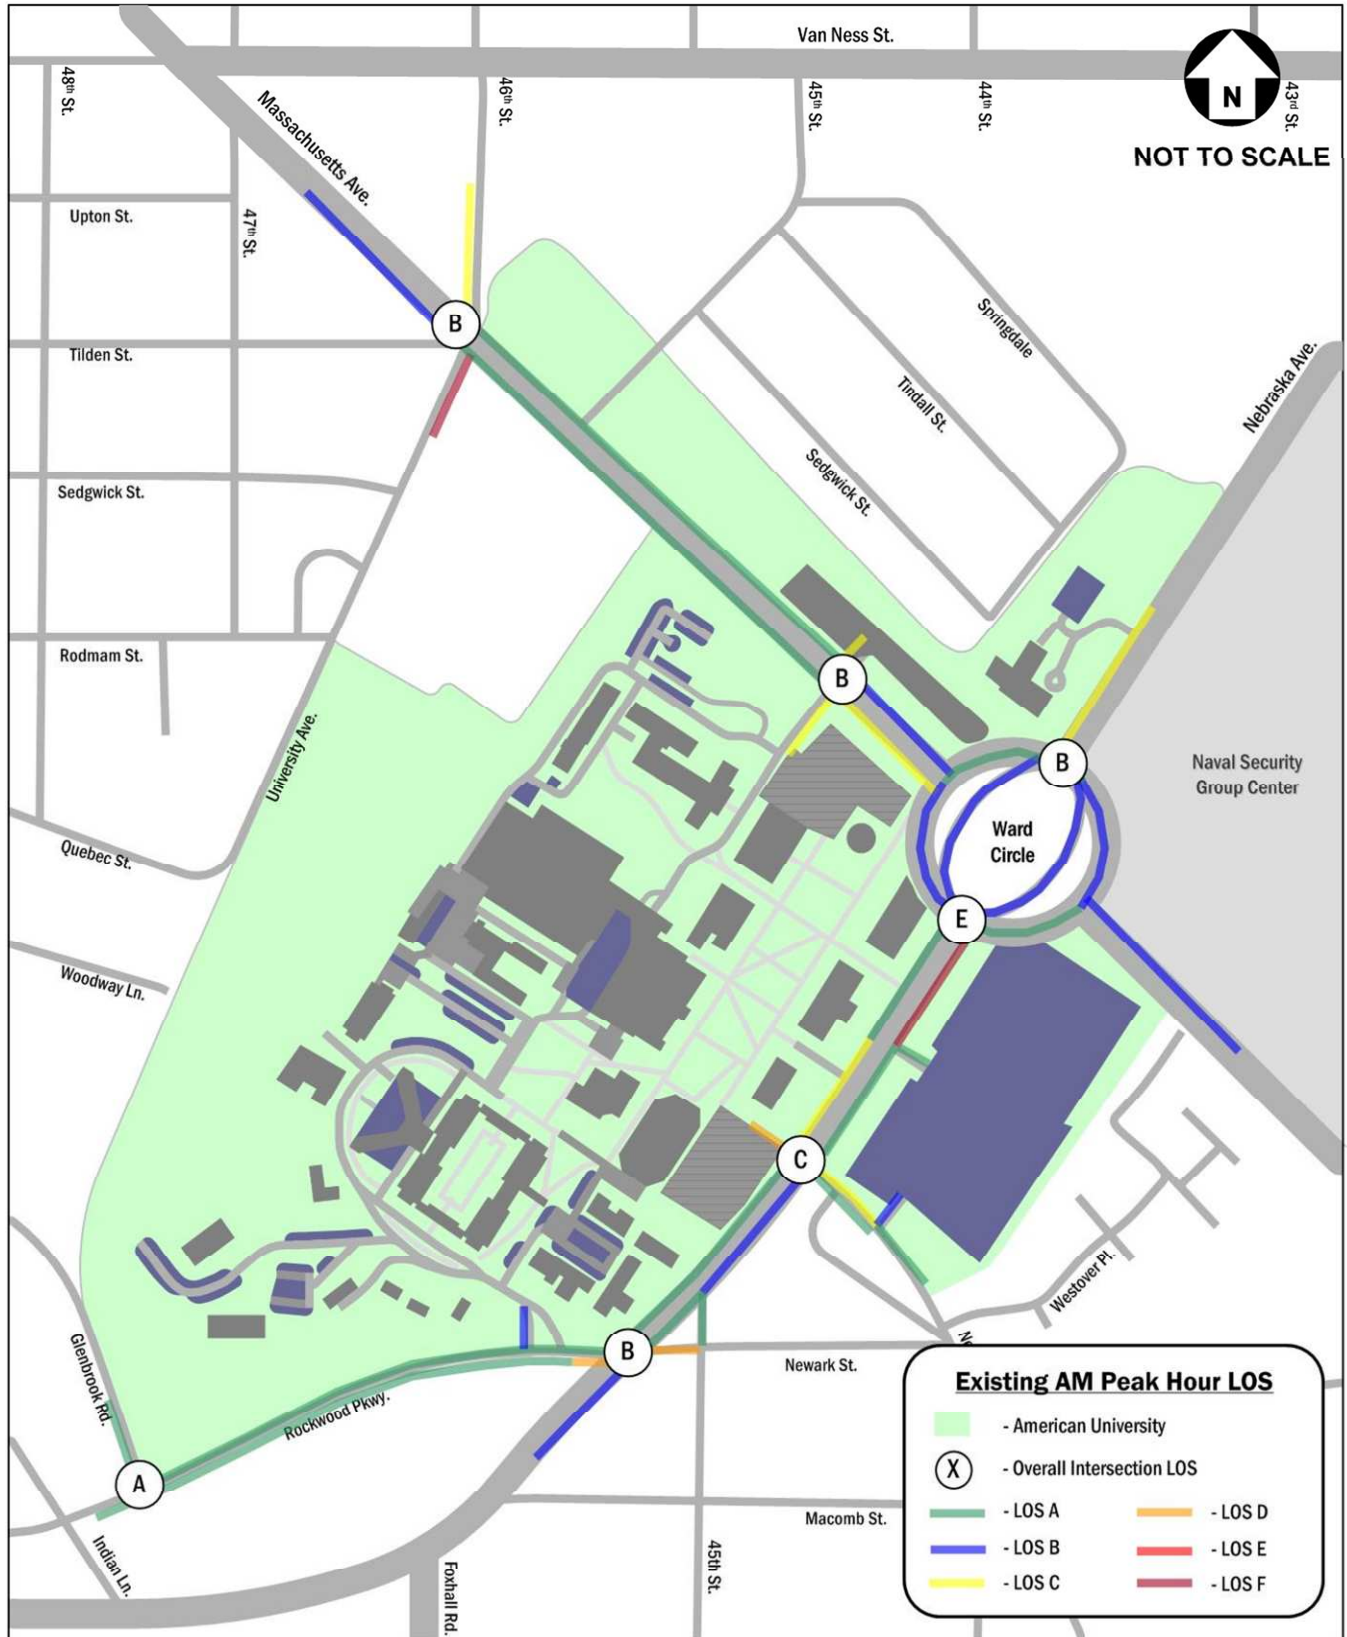 Van Ness St.
N
NOT TO SCALE
48th St.
Massachusetts Ave.
46th St.
45th St.
44th St.
43rd St.
Upton St.
47th St.
B
Tilden St.
Springdale
Tindall St.
Nebraska Ave.
Sedgwick St.
Sedgwick St.
Rodmam St.
B
University Ave.
B
Naval Security
Group Center
Ward
Circle
Quebec St.
E
Woodway Ln.
C
Westover Pl.
Glenbrook Rd.
B
Newark St.
Rockwood Pkwy.
A
Indian Ln.
Macomb St.
45th St.
Foxhall Rd.
Existing AM Peak Hour LOS
- American University
X - Overall Intersection LOS
- LOS A
- LOS D
- LOS B
- LOS E
- LOS C
- LOS F